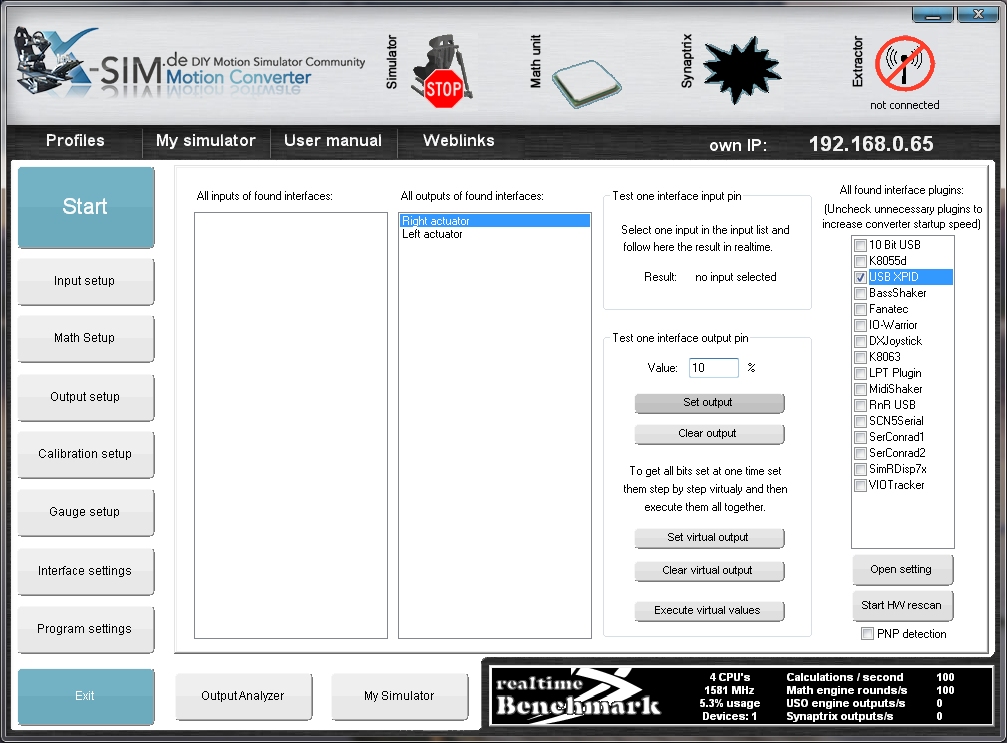 X-SIM.de DIY Motion Simulator Community
Motion Converter
Simulator
STOP
Math unit
Synaptrix
Extractor
not connected
Profiles
My simulator
User manual
Weblinks
own IP:
192.168.0.65
Start
Input setup
Math Setup
Output setup
Calibration setup
Gauge setup
Interface settings
Program settings
Exit
All inputs of found interfaces:
All outputs of found interfaces:
Right actuator
Left actuator
Test one interface input pin
Select one input in the input list and
follow here the result in realtime.
Result: no input selected
Test one interface output pin
Value: 10 %
Set output
Clear output
To get all bits set at one time set
them step by step virtualy and then
execute them all together.
Set virtual output
Clear virtual output
Execute virtual values
All found interface plugins:
(Uncheck unnecessary plugins to
increase converter startup speed)
10 Bit USB
K8055d
USB XPID
BassShaker
Fanatec
IO-Warrior
DXJoystick
K8063
LPT Plugin
MidiShaker
RnR USB
SCN5Serial
SerConrad1
SerConrad2
SimRDisp7x
VIOTracker
Open setting
Start HW rescan
PNP detection
OutputAnalyzer
My Simulator
realtime
Benchmark
4 CPU's
1581 MHz
5.3% usage
Devices: 1
Calculations / second 100
Math engine rounds/s 100
USO engine outputs/s 0
Synaptrix outputs/s 0